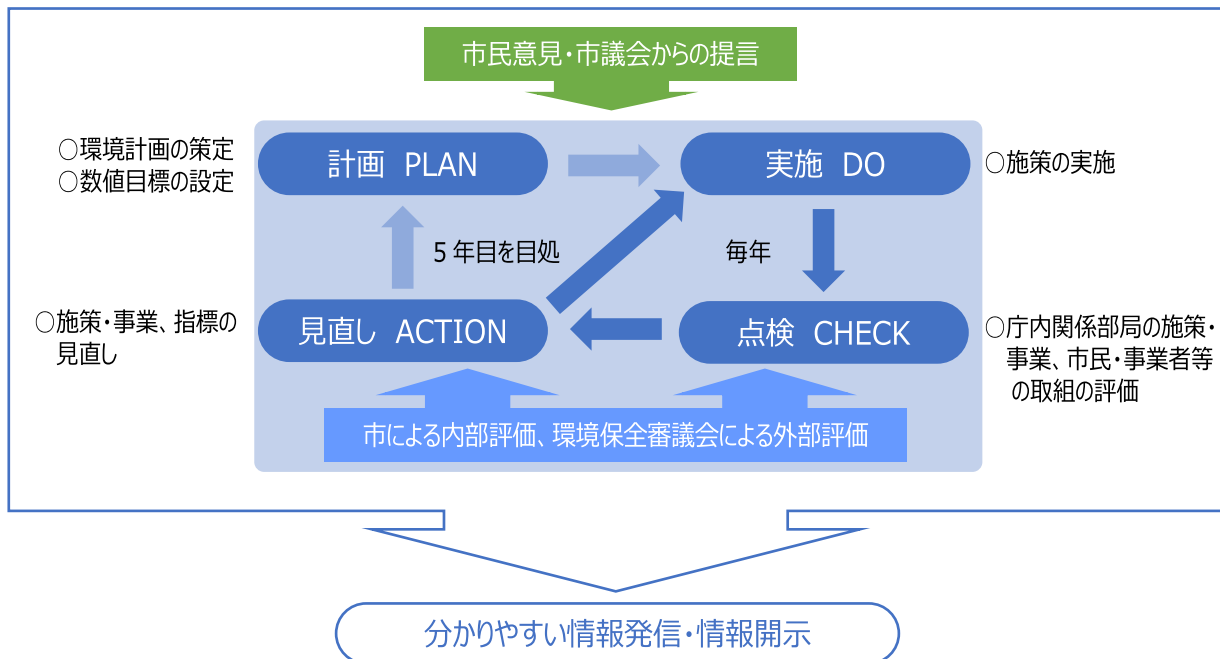 市民意見・市議会からの提言
○環境計画の策定
○数値目標の設定
計画 PLAN
実施 DO
○施策の実施
5 年目を目処
毎年
○施策・事業、指標の
見直し
見直し ACTION
点検 CHECK
○庁内関係部局の施策・
事業、市民・事業者等
の取組の評価
市による内部評価、環境保全審議会による外部評価
分かりやすい情報発信・情報開示